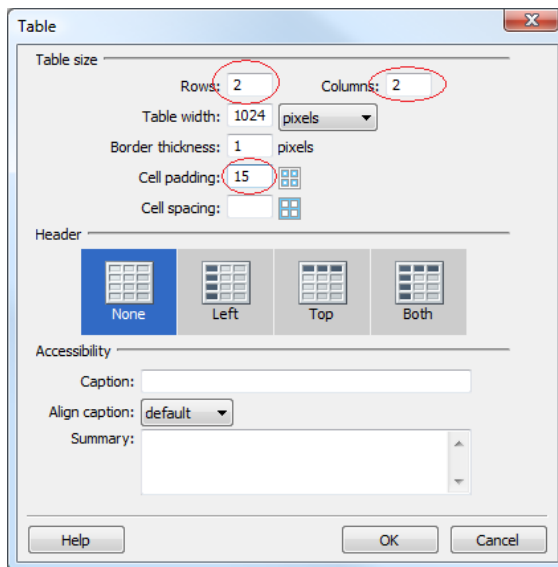 Table
Table size
Rows: 2 Columns: 2
Table width: 1024 pixels
Border thickness: 1 pixels
Cell padding: 15
Cell spacing:
Header
None Left Top Both
Accessibility
Caption:
Align caption: default
Summary:
Help OK Cancel